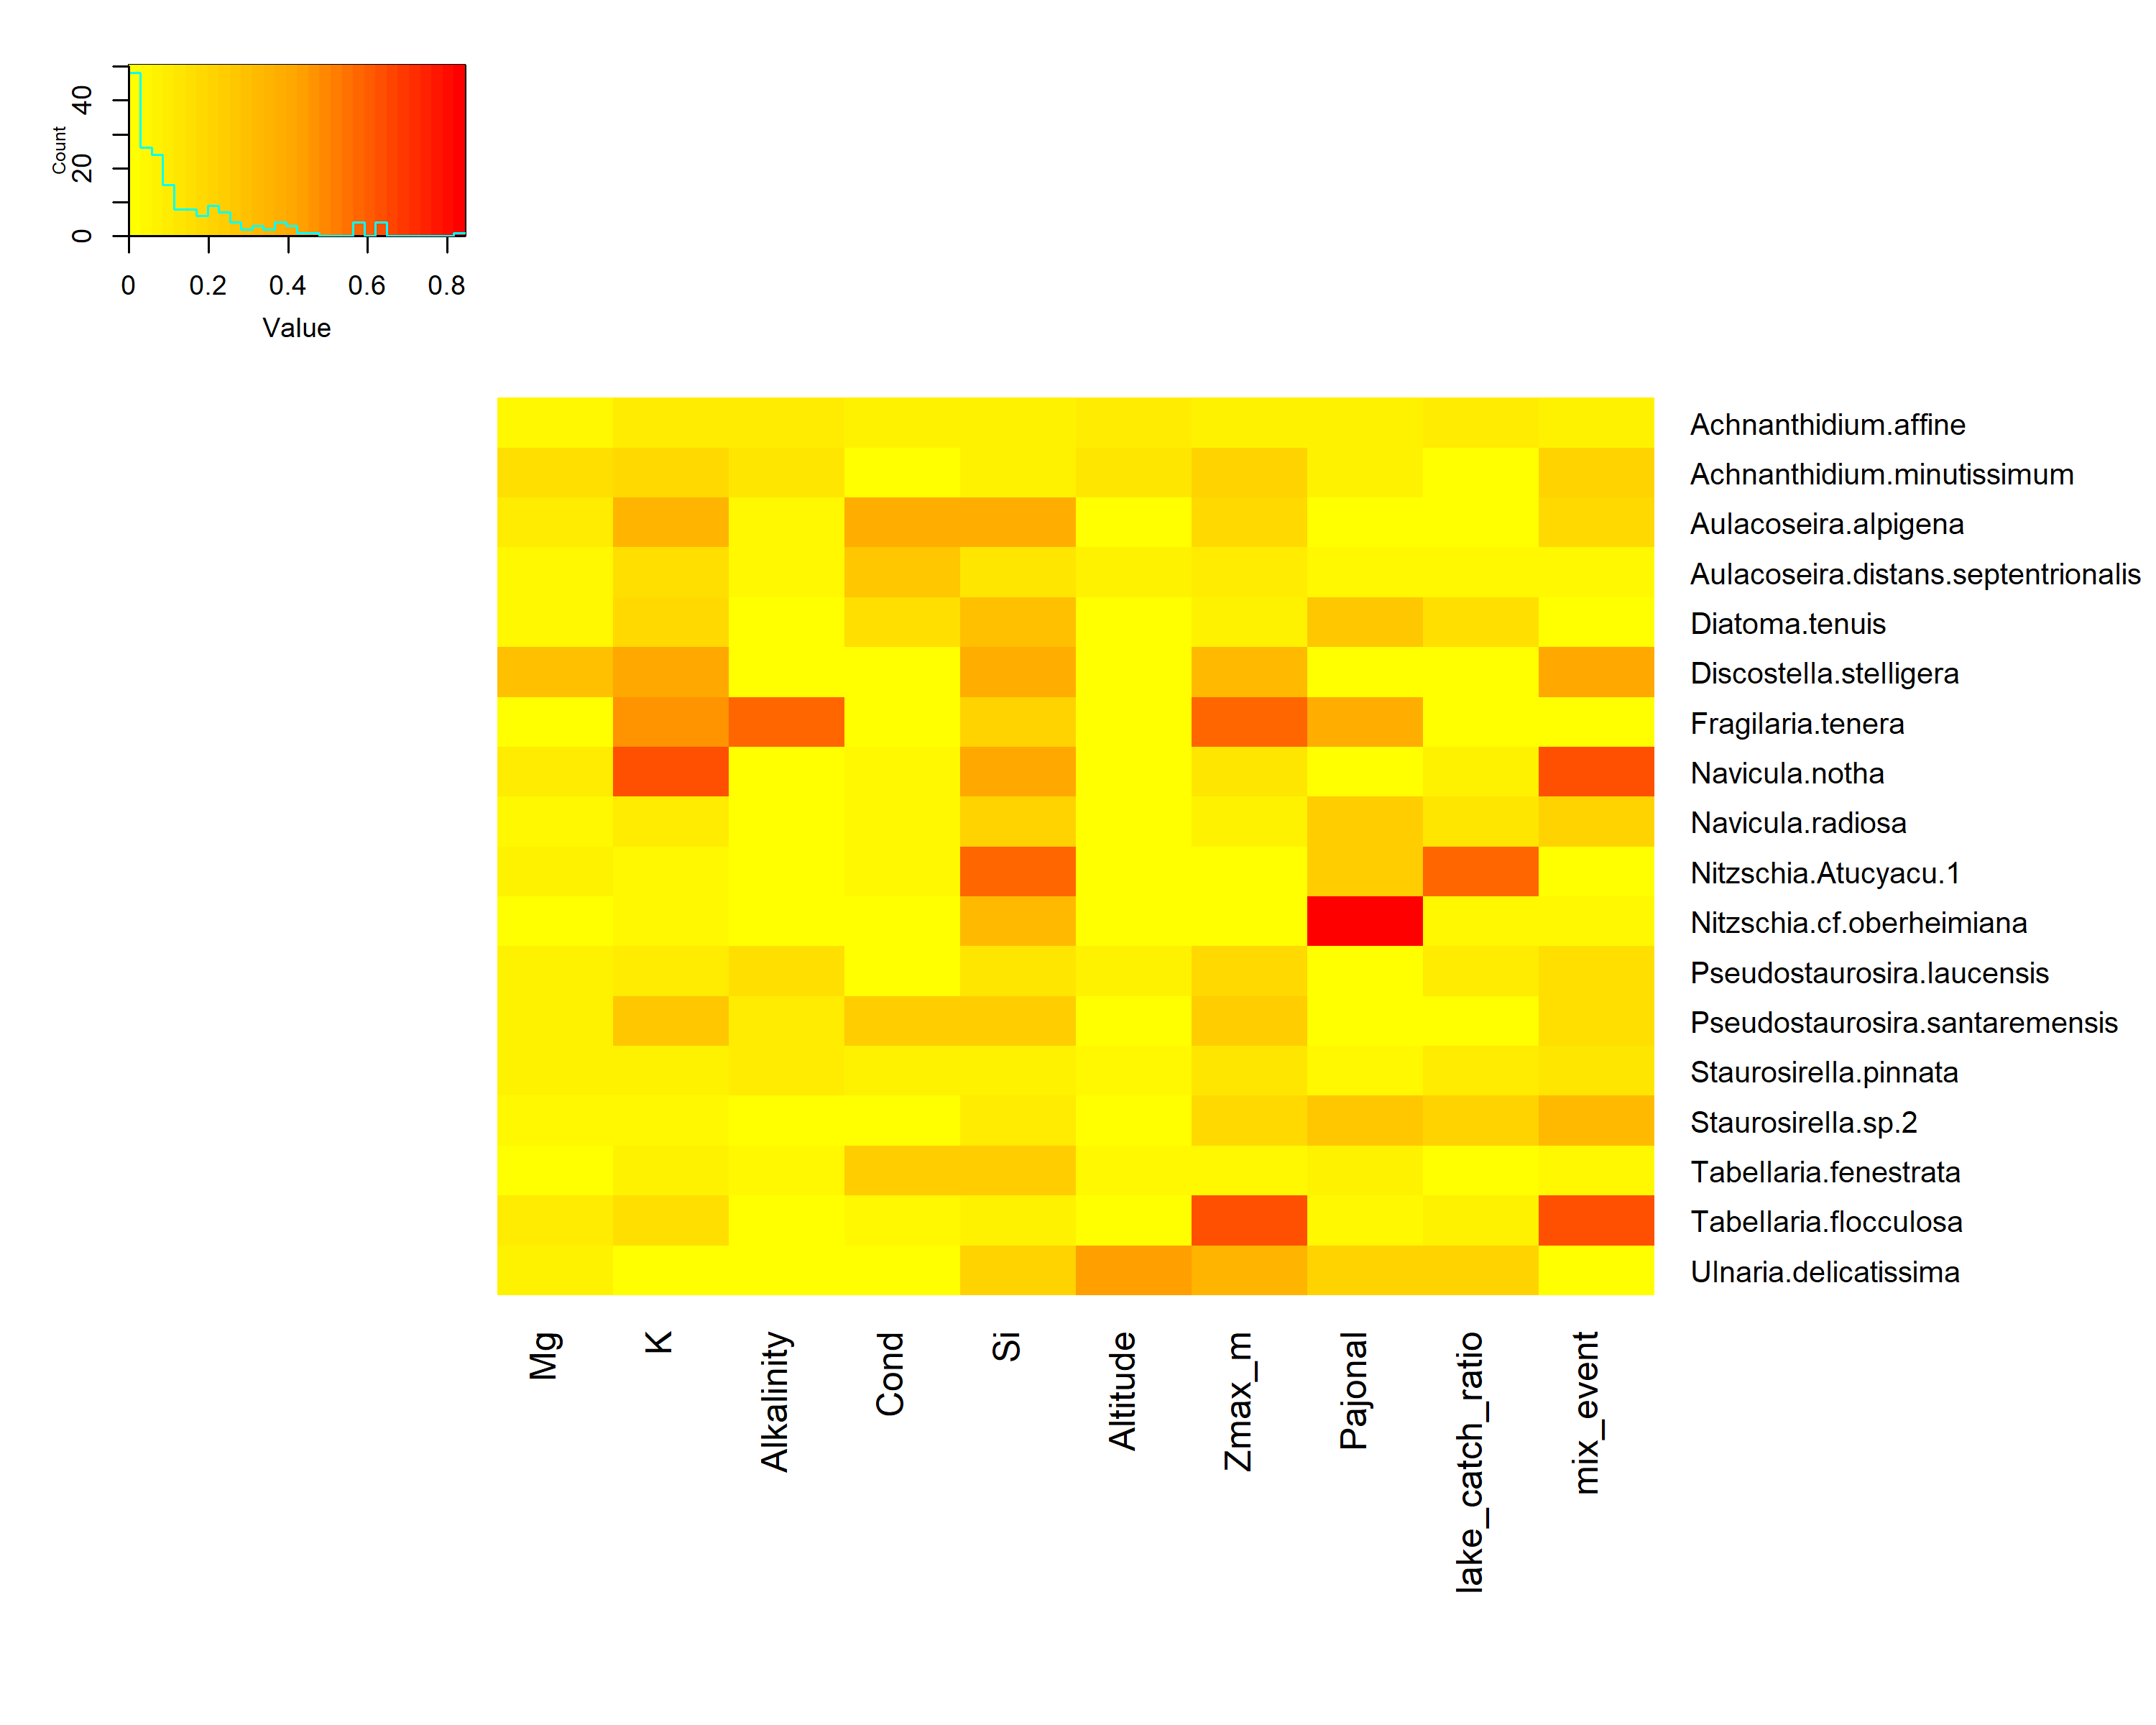 Count
0
20
40
0 0.2 0.4 0.6 0.8
Value
Achnanthidium.affine
Achnanthidium.minutissimum
Aulacoseira.alpigena
Aulacoseira.distans.septentrionalis
Diatoma.tenuis
Discostella.stelligera
Fragilaria.tenera
Navicula.notha
Navicula.radiosa
Nitzschia.Atucyacu.1
Nitzschia.cf.oberheimiana
Pseudostaurosira.laucensis
Pseudostaurosira.santaremensis
Staurosirella.pinnata
Staurosirella.sp.2
Tabellaria.fenestrata
Tabellaria.flocculosa
Ulnaria.delicatissima
Mg
K
Alkalinity
Cond
Si
Altitude
Zmax_m
Pajonal
lake_catch_ratio
mix_event